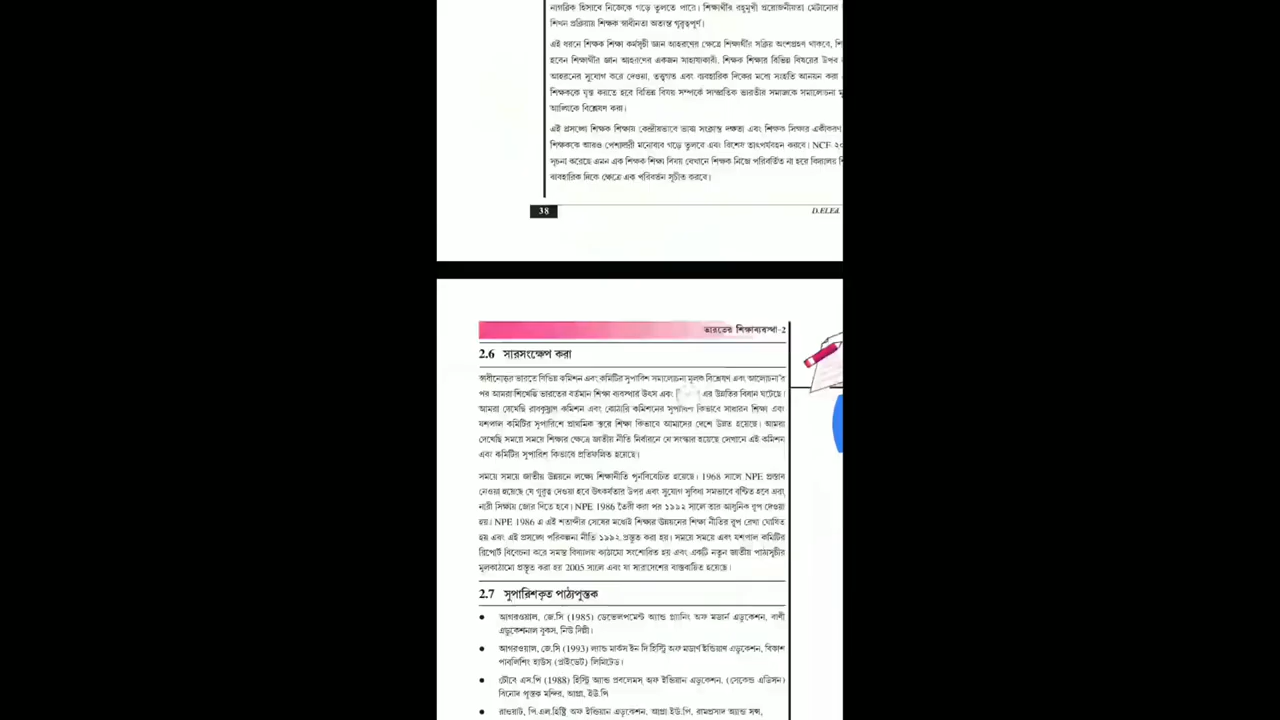 নাগরিক হিসাবে নিজেকে গড়ে তুলতে পারে। শিক্ষার্থীর বহুমুখী প্রয়োজনীয়তা মেটানোর
শিখন প্রক্রিয়ায় শিক্ষক স্বাধীনতা অত্যন্ত গুরুত্বপূর্ণ।
এই ধরনে শিক্ষক শিক্ষা কর্মসূচী জ্ঞান আহরণের ক্ষেত্রে শিক্ষার্থীর সক্রিয় অংশগ্রহণ থাকবে,
হবেন শিক্ষার্থীর জ্ঞান আহরণের একজন সাহায্যকারী, শিক্ষক শিক্ষার বিভিন্ন বিষয়ের উপর
আহরনের সুযোগ করে দেওয়া, তত্ত্বগত এবং ব্যবহারিক দিকের মধ্যে সংহতি আনয়ন করা
শিক্ষককে যুক্ত করাতে হবে বিভিন্ন বিষয় সম্পর্কে সাম্প্রতিক ভারতীর সমাজকে সমালোচনা
আলিকে বিশ্লেষণ করা।
এই প্রসঙ্গে শিক্ষক শিক্ষায় কেন্দ্রীয়ভাবে ভাষা সংক্রান্ত দক্ষতা এবং শিক্ষক শিক্ষার একীকরণ
শিক্ষককে আরও পেশাদারী মনোভাব গড়ে তুলবে এবং বিশেষ তাৎপর্যবহন করবে। NCF
সূচনা করেছে এমন এক শিক্ষক-শিক্ষা বিষয় যেখানে শিক্ষক নিজে পরিবর্তিত না হয়ে বিদ্যালয়
ব্যবহারিক দিকে ক্ষেত্রে এক পরিবর্তন সূচীত করবে।
38
D.ELEd.
ভারতের শিক্ষাব্যবস্থা-2
2.6 সারসংক্ষেপ করা
স্বাধীনোত্তর ভারতে বিভিন্ন কমিশন এবং কমিটির সুপারিশ সমালোচনা মূলক বিশ্লেষণ এবং আলোচনা'র
পর আমরা শিখেছি ভারতের বর্তমান শিক্ষা ব্যবস্থার উৎস এবং এর উন্নতির বিধান ঘটেছে।
আমরা দেখেছি রাধাকৃষ্ণাণ কমিশন এবং কোঠারি কমিশনের সুপারিশ কিভাবে সাধারন শিক্ষা এবং
যশপাল কমিটির সুপারিশে প্রাথমিক স্তরে শিক্ষা কিভাবে আমাদের দেশে উন্নত হয়েছে। আমরা
দেখেছি সময়ে সময়ে শিক্ষার ক্ষেত্রে জাতীয় নীতি নির্বারনে যে সংস্কার হয়েছে সেখানে এই কমিশন
এবং কমিটির সুপারিশ কিভাবে প্রতিফলিত হয়েছে।
সময়ে সময়ে জাতীয় উন্নয়নে লক্ষ্যে শিক্ষানীতি পুর্নবিবেচিত হয়েছে। 1968 সালে NPE প্রস্তাব
নেওয়া হয়েছে যে গুরুত্ব দেওয়া হবে উৎকর্যতার উপর এবং সুযোগ সুবিধা সমভাবে বন্টিত হবে এবং
নারী শিক্ষায় জোর দিতে হবে। NPE 1986 তৈরী করা পর ১৯৯২ সালে তার আধুনিক রূপ দেওয়া
হয়। NPE 1986 এ এই শতাব্দীর সেষের মধ্যেই শিক্ষার উন্নয়নের শিক্ষা নীতির রূপ রেখা ঘোষিত
হয় এবং এই প্রসঙ্গে পরিকল্পনা নীতি ১৯৯২ প্রস্তুত করা হয়। সময়ে সময়ে এবং যশপাল কমিটির
রিপোর্ট বিবেচনা করে সমস্ত বিদ্যালয় কাঠামো সংশোধিত হয় এবং একটি নতুন জাতীয় পাঠ্যসূচীর
মূলকাঠামো প্রস্তুত করা হয় 2005 সালে এবং যা সারাদেশের বাস্তবায়িত হয়েছে।
2.7 সুপারিশকৃত পাঠ্যপুস্তক
● আগরওয়াল, জে.সি (1985) ডেভেলপমেন্ট অ্যান্ড প্ল্যানিং অফ মডার্ন এডুকেশন, বাণী
এডুকেশনাল বুকস, নিউ দিল্লী।
● আগরওয়াল, জে.সি (1993) ল্যান্ড মার্কস ইন দি হিস্ট্রি অফ মডার্ণ ইন্ডিয়ান এডুকেশন, বিকাশ
পাবলিশিং হাউস (প্রাইভেট) লিমিটেড।
● চৌবে এস.পি (1988) হিস্ট্রি অ্যান্ড প্রবলেমস্ অফ ইন্ডিয়ান এডুকেশন, (সেকেন্ড এডিসন)
বিনোদ পুস্তক মন্দির, আগ্রা, ইউ.পি
● রাওয়াট, পি.এল.হিস্ট্রি অফ ইন্ডিয়ান এডুকেশন, আগ্রা ইউ.পি, রামপ্রসাদ অ্যান্ড সন্স,